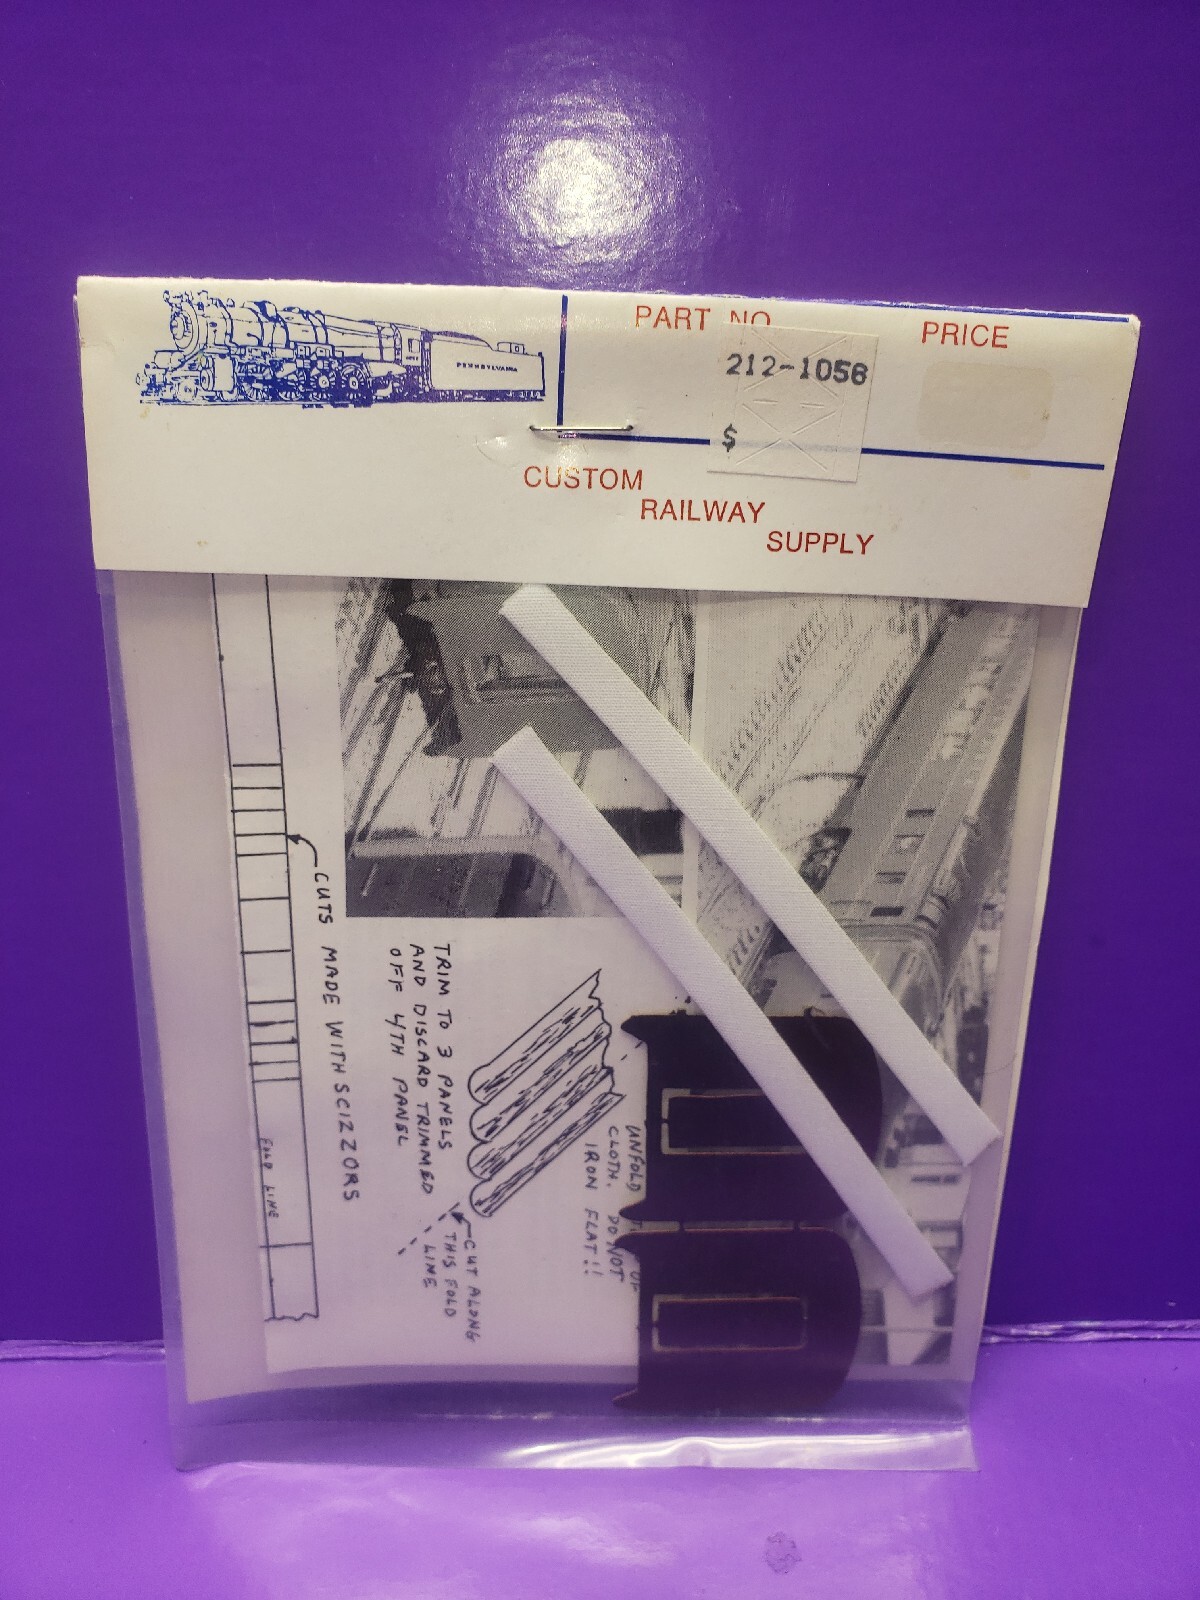 PENNSYLVANIA
PART NO
PRICE
212-1058
$
CUSTOM
RAILWAY
SUPPLY
CUTS MADE WITH SCIZZORS
FOLD LINE
TRIM TO 3 PANELS
AND DISCARD TRIMMED
OFF 4TH PANEL
CUT ALONG
THIS FOLD
LINE
UNFOLD
CLOTH. DO NOT
IRON FLAT!!